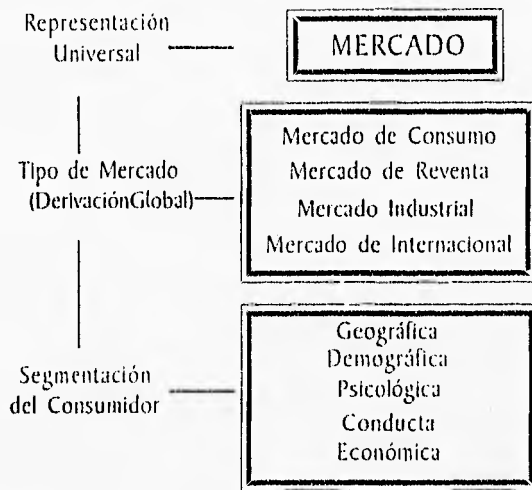 Representación
Universal
MERCADO
Tipo de Mercado
(DerivaciónGlobal)
Mercado de Consumo
Mercado de Reventa
Mercado Industrial
Mercado de Internacional
Segmentación
del Consumidor
Geográfica
Demográfica
Psicológica
Conducta
Económica